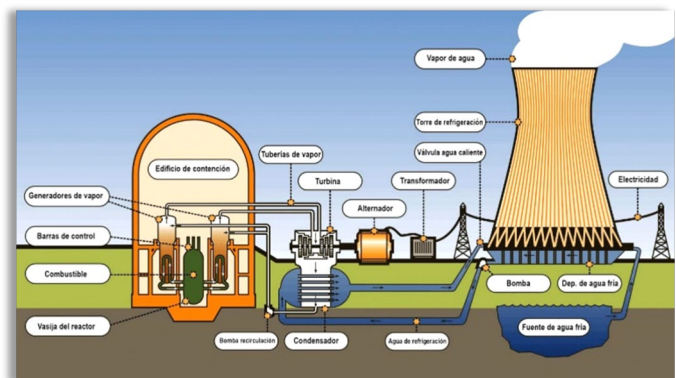 Vapor de agua
Torre de refrigeración
Tuberías de vapor
Válvula agua caliente
Edificio de contención
Turbina
Transformador
Electricidad
Generadores de vapor
Alternador
Barras de control
Combustible
Bomba
Dep. de agua fría
Vasija del reactor
Fuente de agua fría
Bomba recirculación
Condensador
Agua de refrigeración